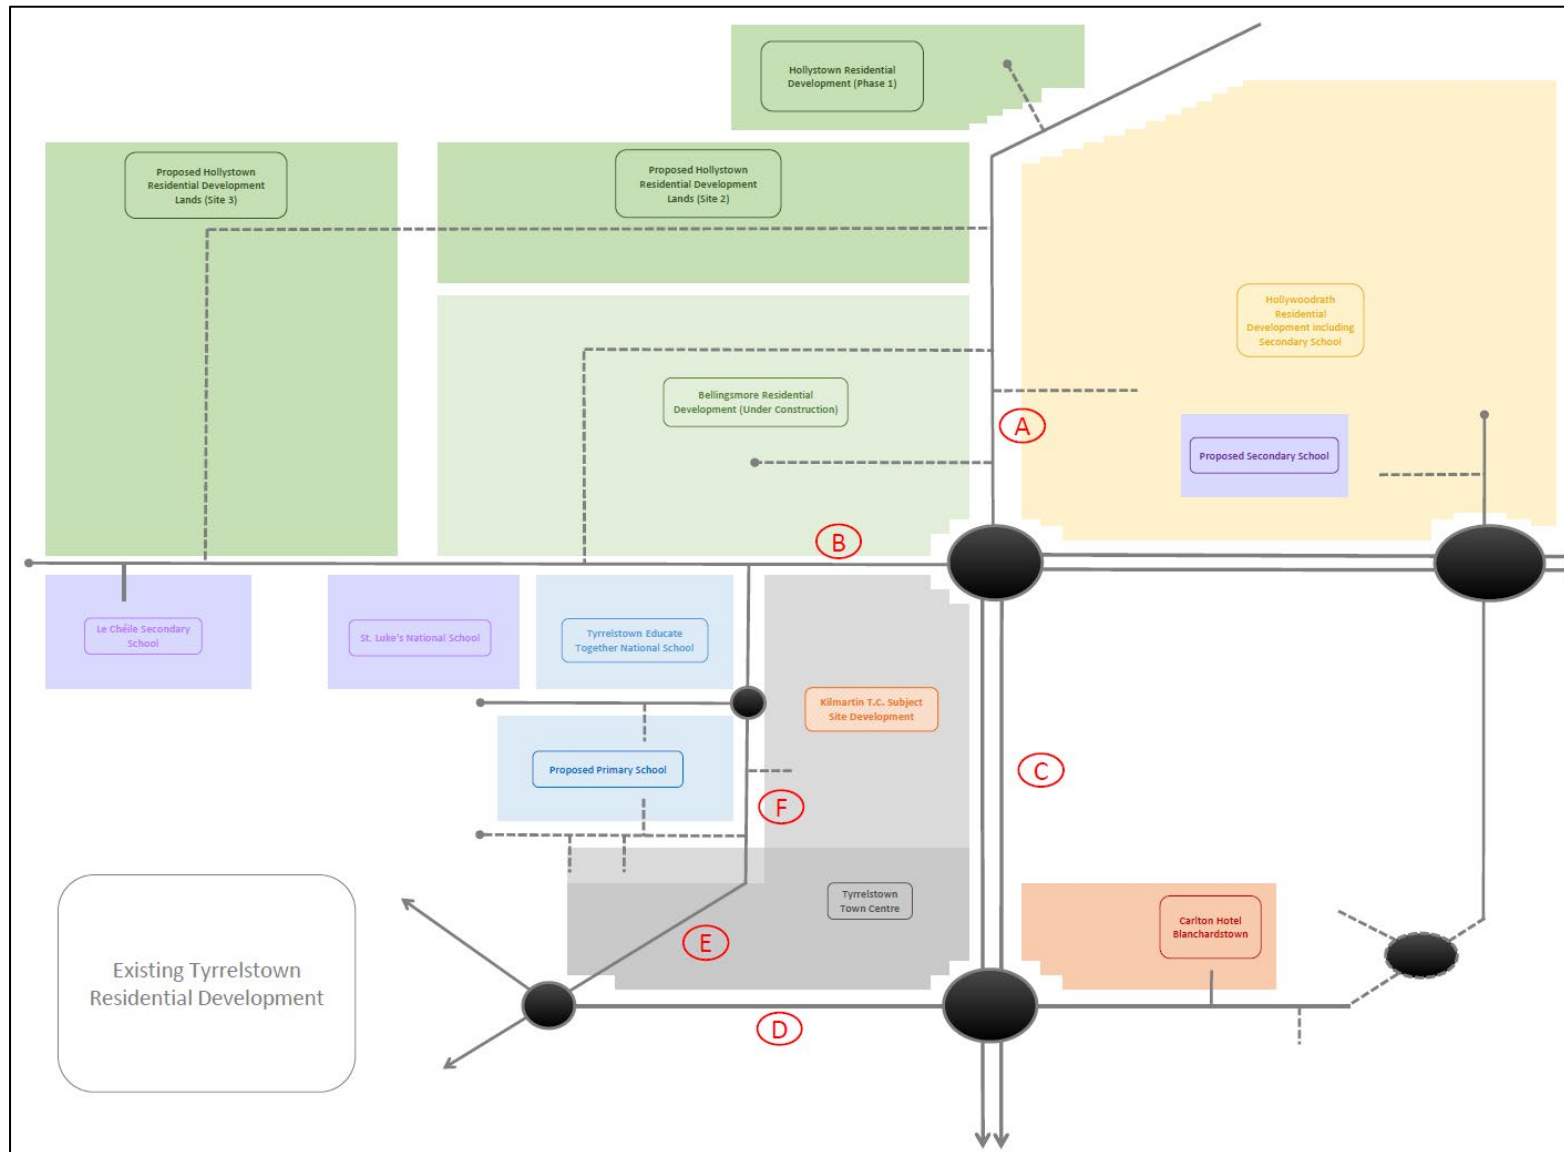 Hollystown Residential
Development (Phase 1)
Proposed Hollystown
Residential Development
Lands (Site 3)
Proposed Hollystown
Residential Development
Lands (Site 2)
Hollywoodrath
Residential
Development including
Secondary School
Bellingsmore Residential
Development (Under Construction)
A
Proposed Secondary School
B
Le Chéile Secondary
School
St. Luke's National School
Tyrrelstown Educate
Together National School
Kilmartin T.C. Subject
Site Development
Proposed Primary School
C
F
Tyrrelstown
Town Centre
Carlton Hotel
Blanchardstown
E
Existing Tyrrelstown
Residential Development
D